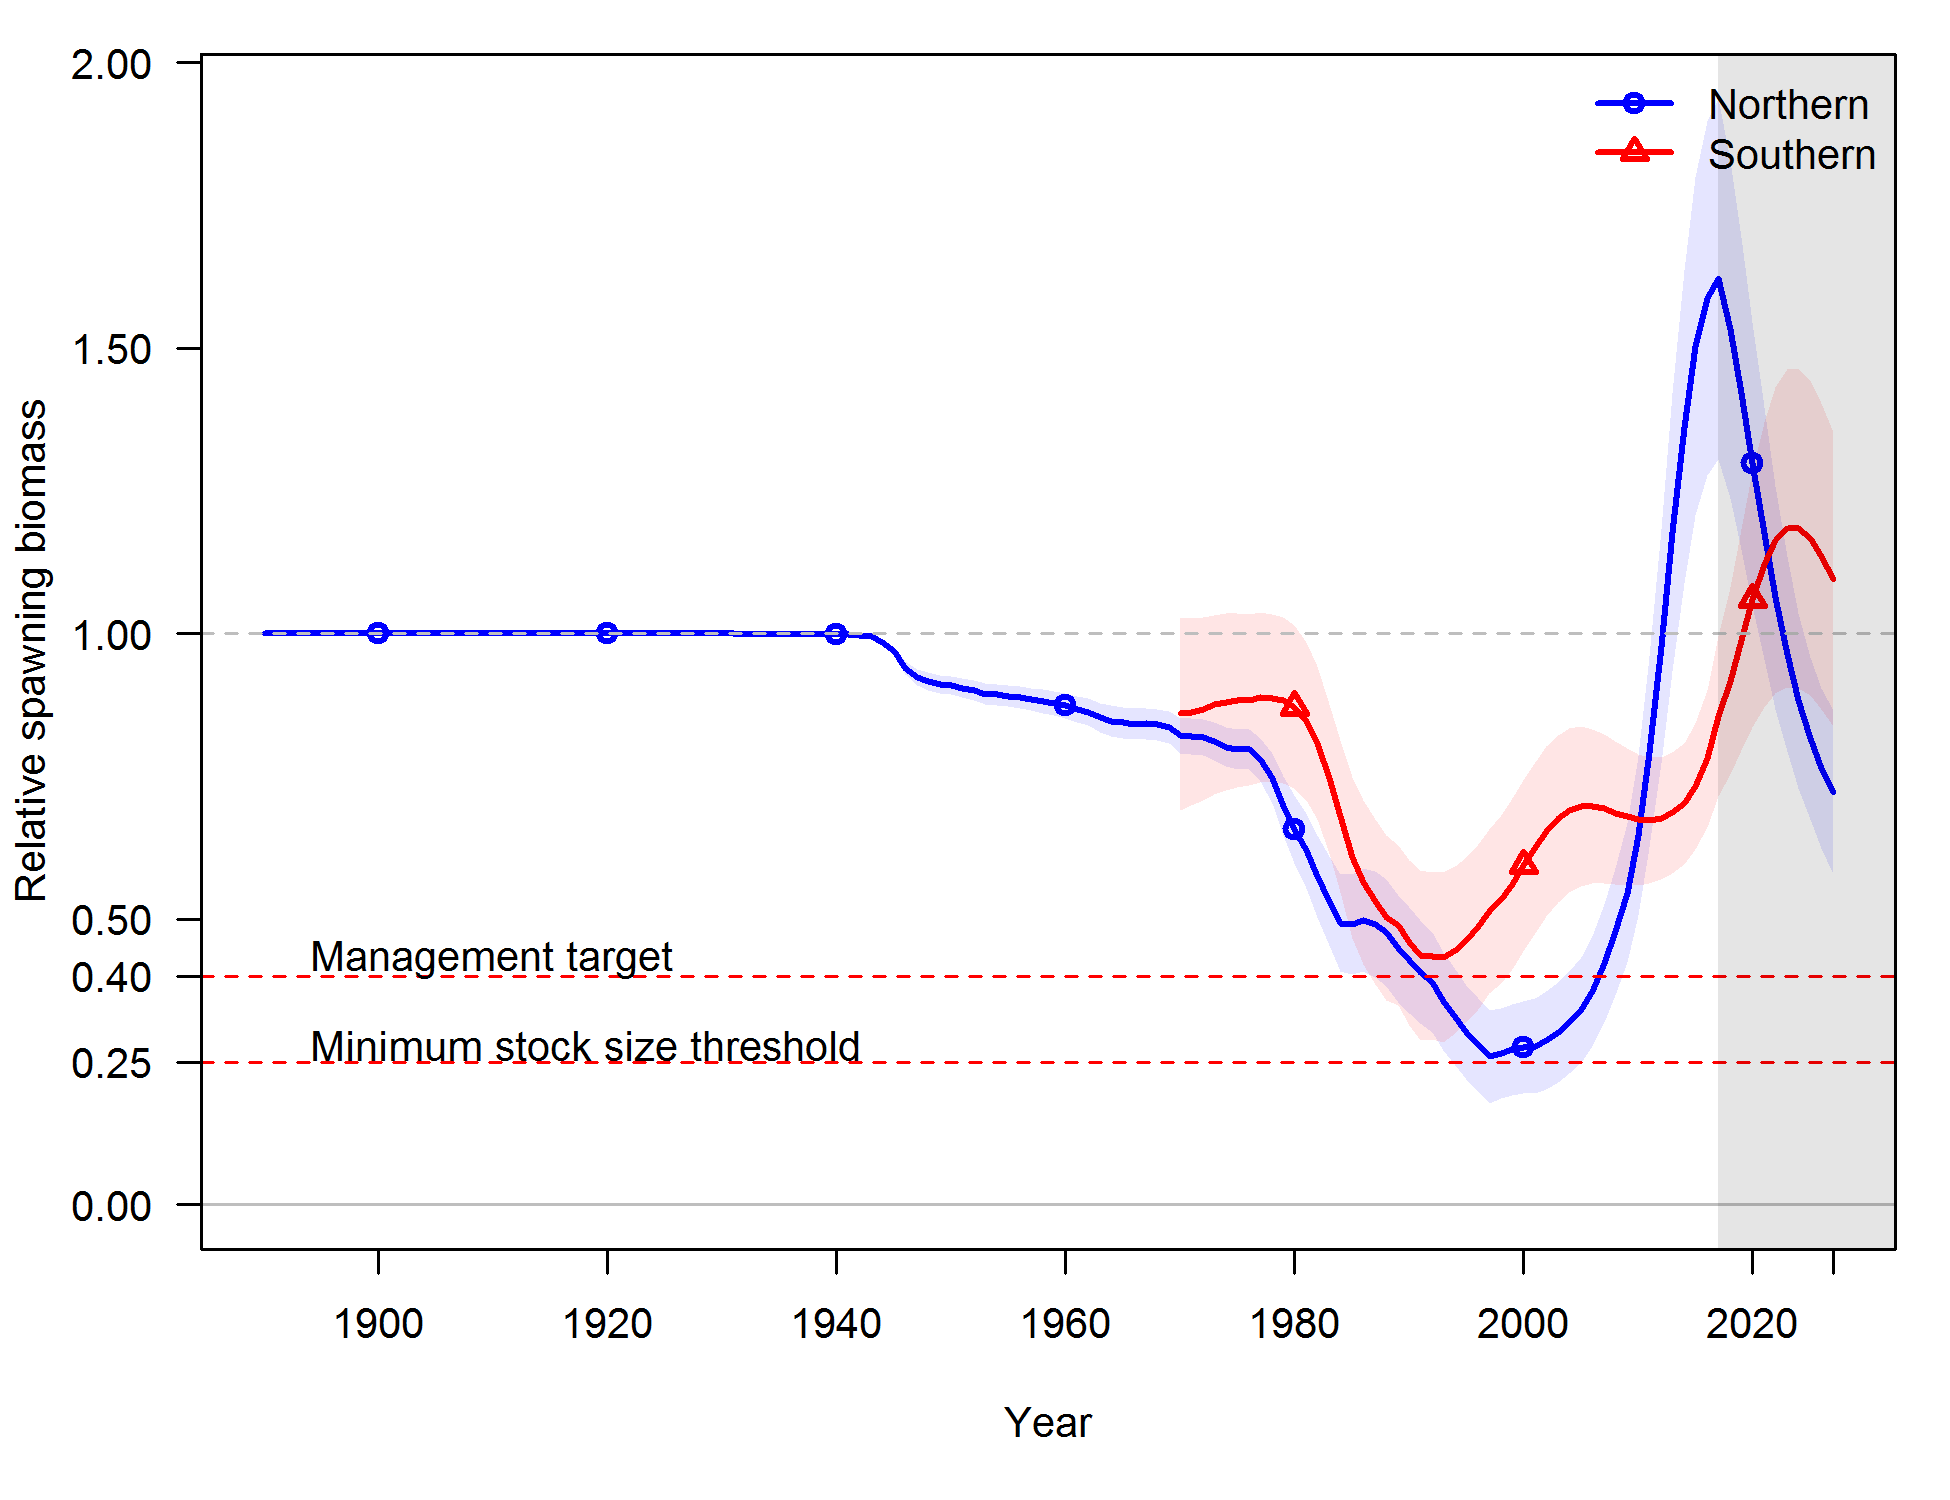 2.00
1.50
1.00
0.50
0.40
0.25
0.00
Relative spawning biomass
Northern
Southern
Management target
Minimum stock size threshold
1900 1920 1940 1960 1980 2000 2020
Year